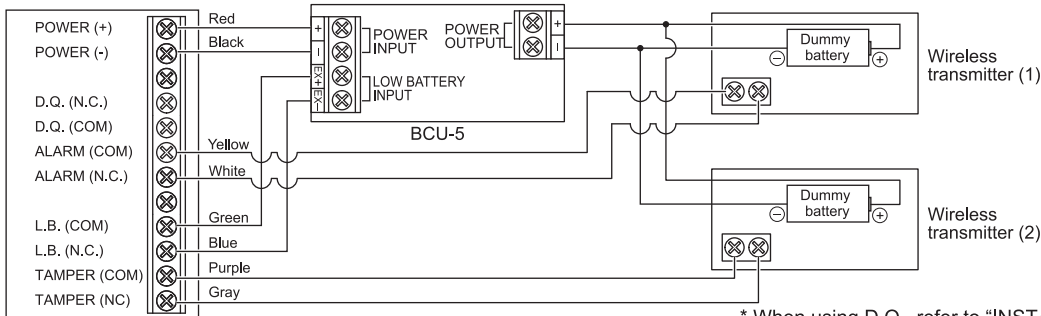 POWER (+)
POWER (-)
D.Q. (N.C.)
D.Q. (COM)
ALARM (COM)
ALARM (N.C.)
L.B. (COM)
L.B. (N.C.)
TAMPER (COM)
TAMPER (NC)
Red
Black
Yellow
White
Green
Blue
Purple
Gray
+
−
EX+
EX−
POWER
INPUT
LOW BATTERY
INPUT
POWER
OUTPUT
+
−
BCU-5
Dummy
battery
−
+
Wireless
transmitter (1)
Dummy
battery
−
+
Wireless
transmitter (2)
* When using D.Q., refer to “INST